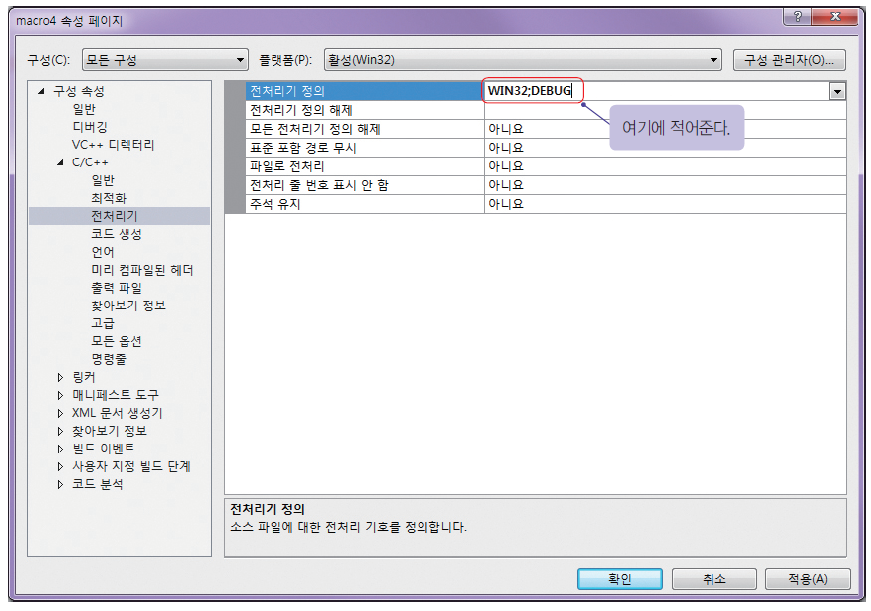 macro4 속성 페이지
구성(C): 모든 구성 플랫폼(P): 활성(Win32) 구성 관리자(O)...
구성 속성
일반
디버깅
VC++ 디렉터리
C/C++
일반
최적화
전처리기
코드 생성
언어
미리 컴파일된 헤더
출력 파일
찾아보기 정보
고급
모든 옵션
명령줄
링커
매니페스트 도구
XML 문서 생성기
찾아보기 정보
빌드 이벤트
사용자 지정 빌드 단계
코드 분석
전처리기 정의 WIN32;DEBUG
전처리기 정의 해제
모든 전처리기 정의 해제 아니요
표준 포함 경로 무시 아니요
파일로 전처리 아니요
전처리 줄 번호 표시 안 함 아니요
주석 유지 아니요
여기에 적어준다.
전처리기 정의
소스 파일에 대한 전처리 기호를 정의합니다.
확인 취소 적용(A)